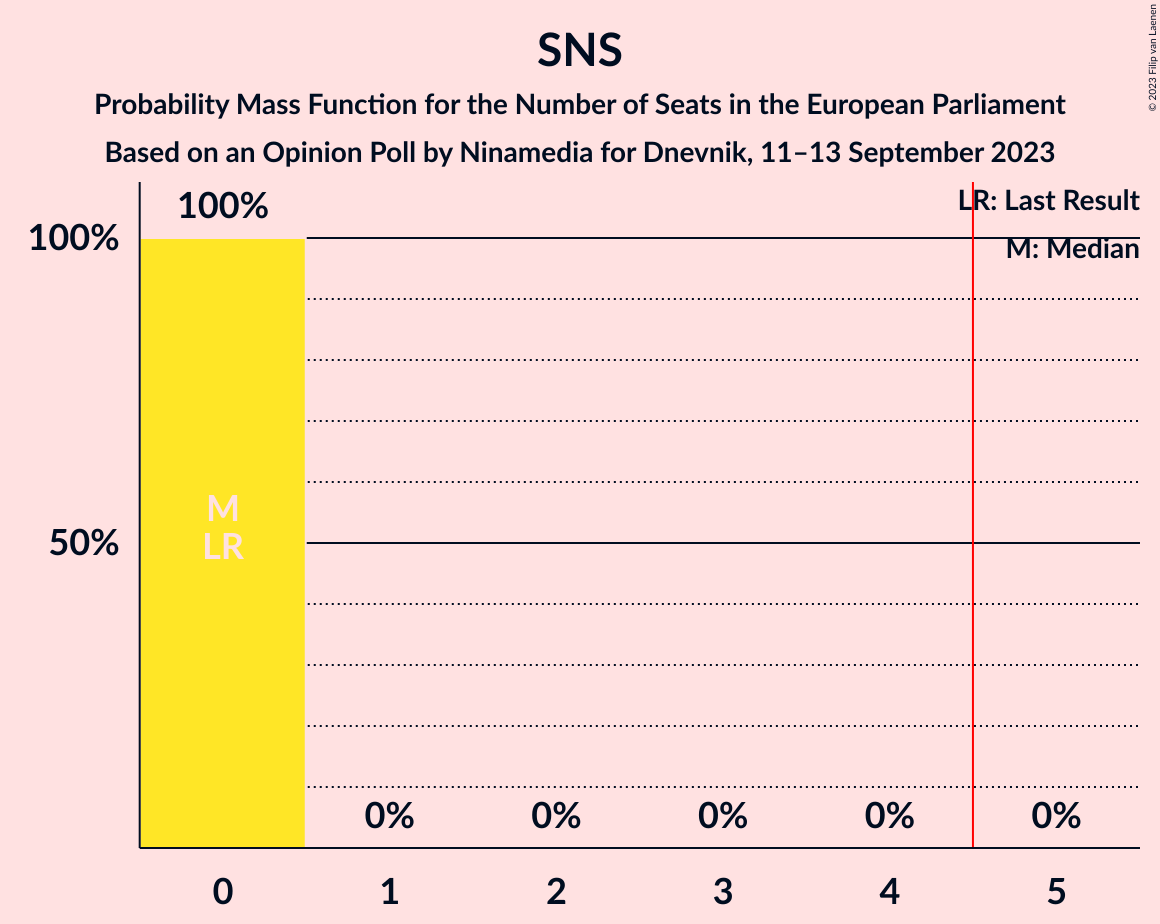 SNS
Probability Mass Function for the Number of Seats in the European Parliament
Based on an Opinion Poll by Ninamedia for Dnevnik, 11–13 September 2023
© 2023 Filip van Laenen
LR: Last Result
M: Median
100%
100%
50%
M
LR
0% 0% 0% 0% 0%
0 1 2 3 4 5